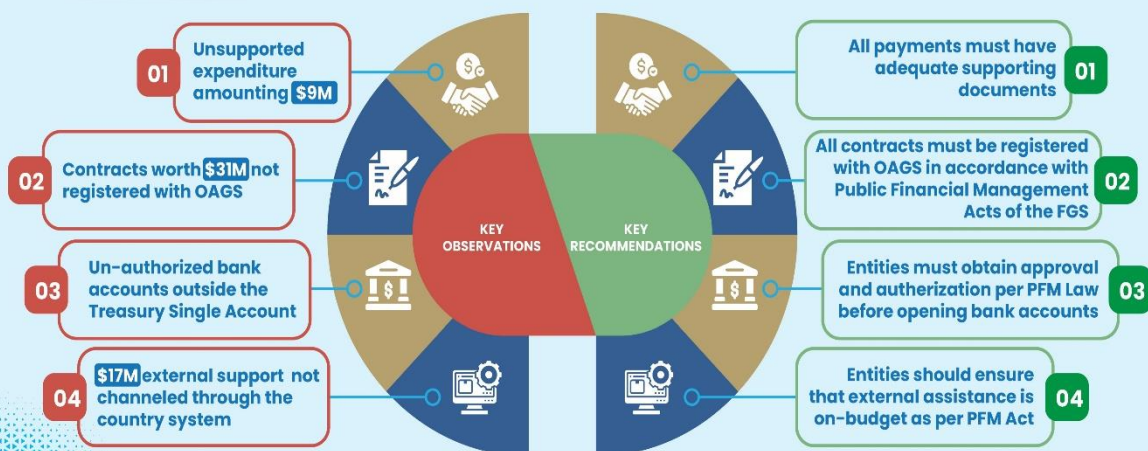 01
Unsupported
expenditure
amounting $9M
02
Contracts worth $31M not
registered with OAGS
03
Un-authorized bank
accounts outside the
Treasury Single Account
04
$17M external support not
channeled through the
country system
KEY
OBSERVATIONS
KEY
RECOMMENDATIONS
All payments must have
adequate supporting
documents
01
All contracts must be registered
with OAGS in accordance with
Public Financial Management
Acts of the FGS
02
Entities must obtain approval
and autherization per PFM Law
before opening bank accounts
03
Entities should ensure
that external assistance is
on-budget as per PFM Act
04